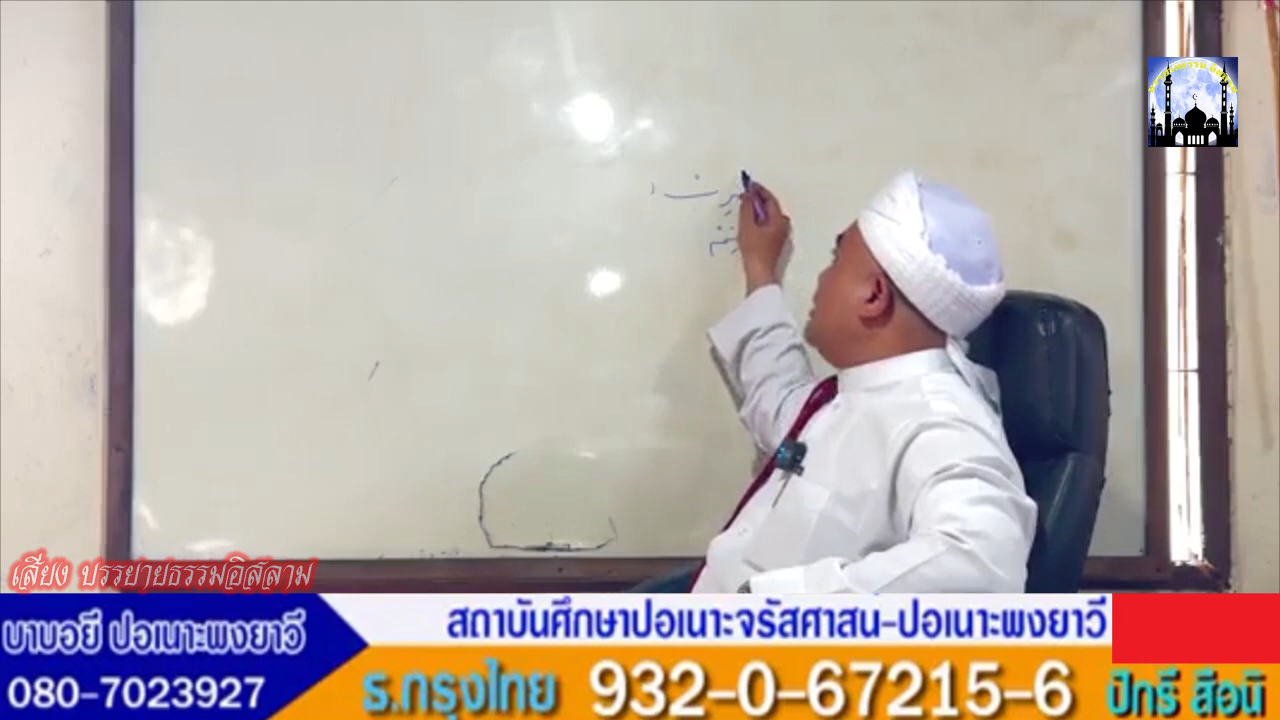 เสียง บรรยายธรรมอิสลาม
บาบอยี ปอเนาะพงยาวี
080-7023927
สถาบันศึกษาปอเนาะจรัสศาสน-ปอเนาะพงยาวี
ธ.กรุงไทย 932-0-67215-6
ปักรี สือนิ